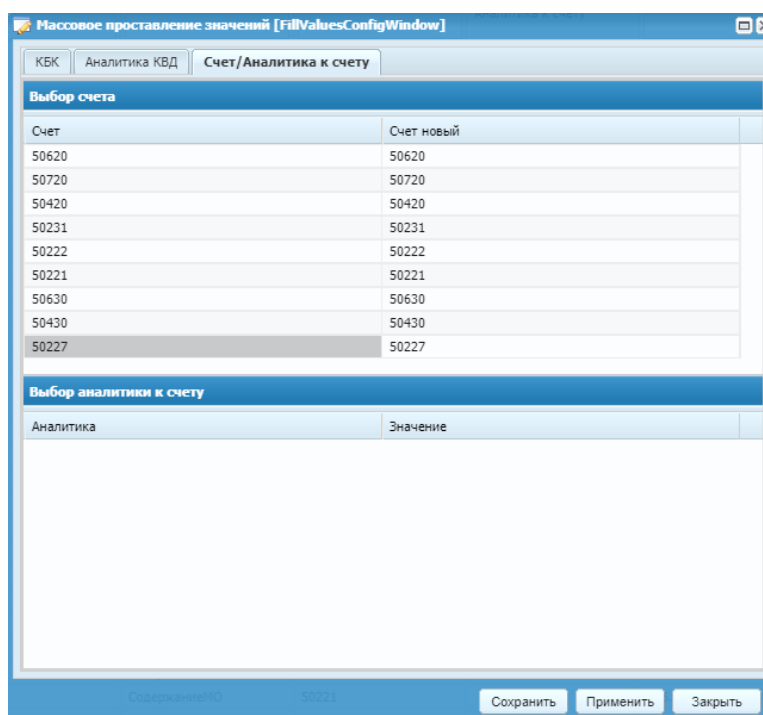 Массовое проставление значений [FillValuesConfigWindow]
КБК Аналитика КВД Счет/Аналитика к счету
Выбор счета
Счет Счет новый
50620 50620
50720 50720
50420 50420
50231 50231
50222 50222
50221 50221
50630 50630
50430 50430
50227 50227
Выбор аналитики к счету
Аналитика Значение
СодержаниеМО 50221
Сохранить Применить Закрыть